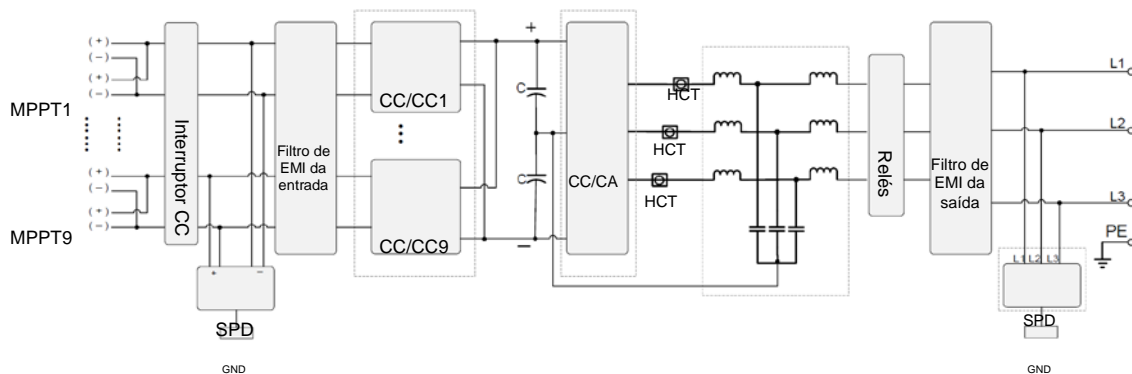 (+)
(−)
(+)
(−)
MPPT1
(+)
(−)
(+)
(−)
MPPT9
Interruptor CC
+
−
SPD
GND
Filtro de
EMI da
entrada
CC/CC1
CC/CC9
+
C
C
−
CC/CA
HCT
HCT
HCT
Relés
Filtro de
EMI da
saída
L1
L2
L3
PE
L1 L2 L3
SPD
GND